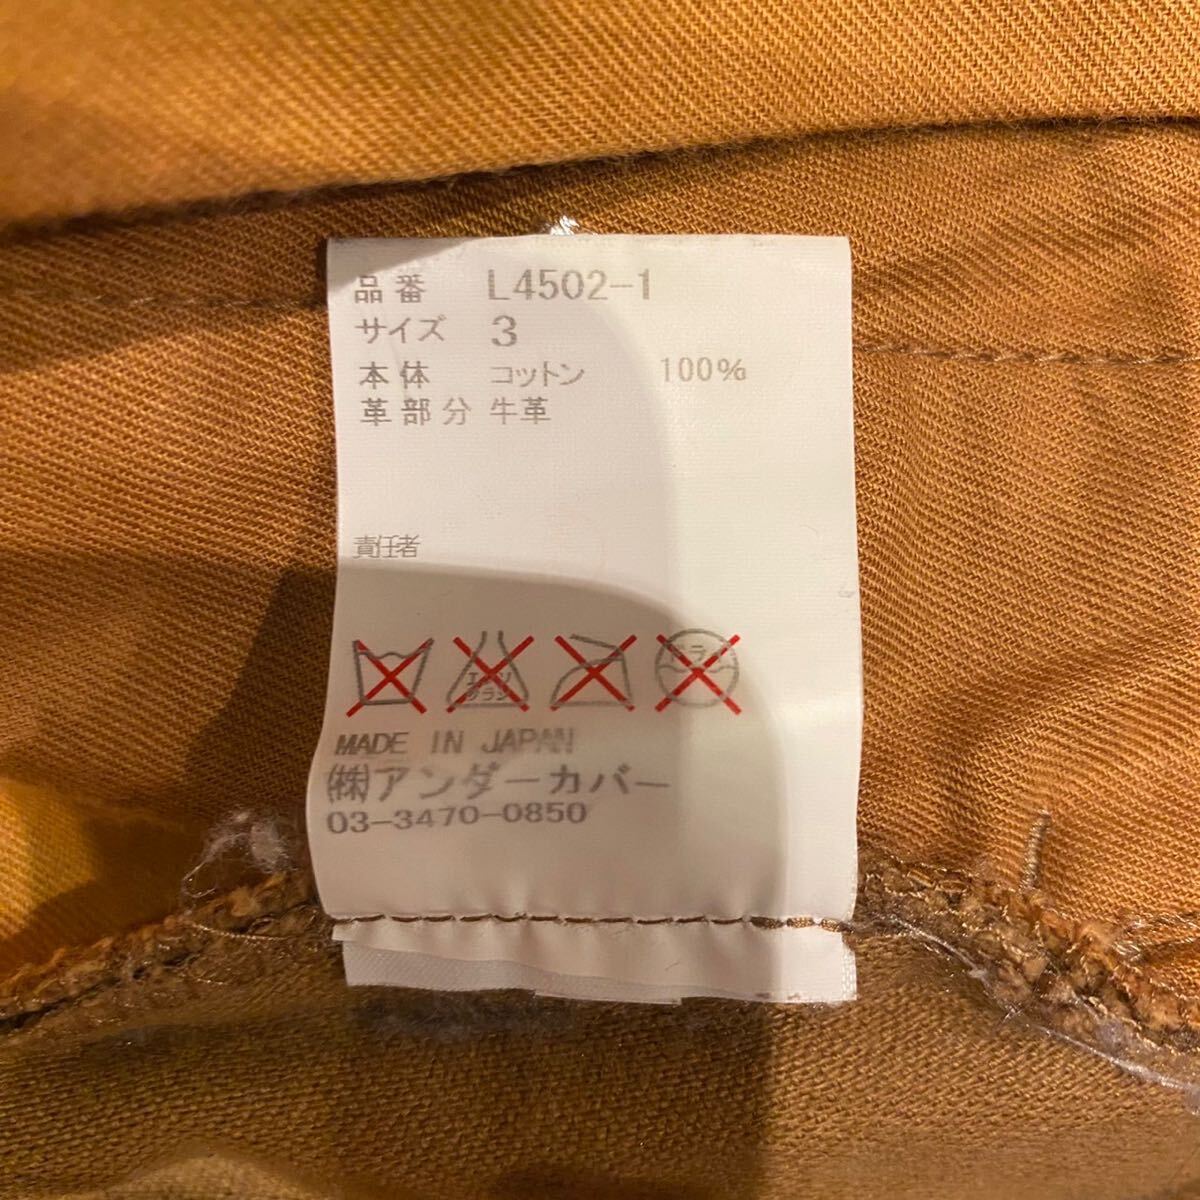 品番 L4502-1
サイズ 3
本体 コットン 100%
革部分 牛革
責任者
MADE IN JAPAN
㈱アンダーカバー
03-3470-0850